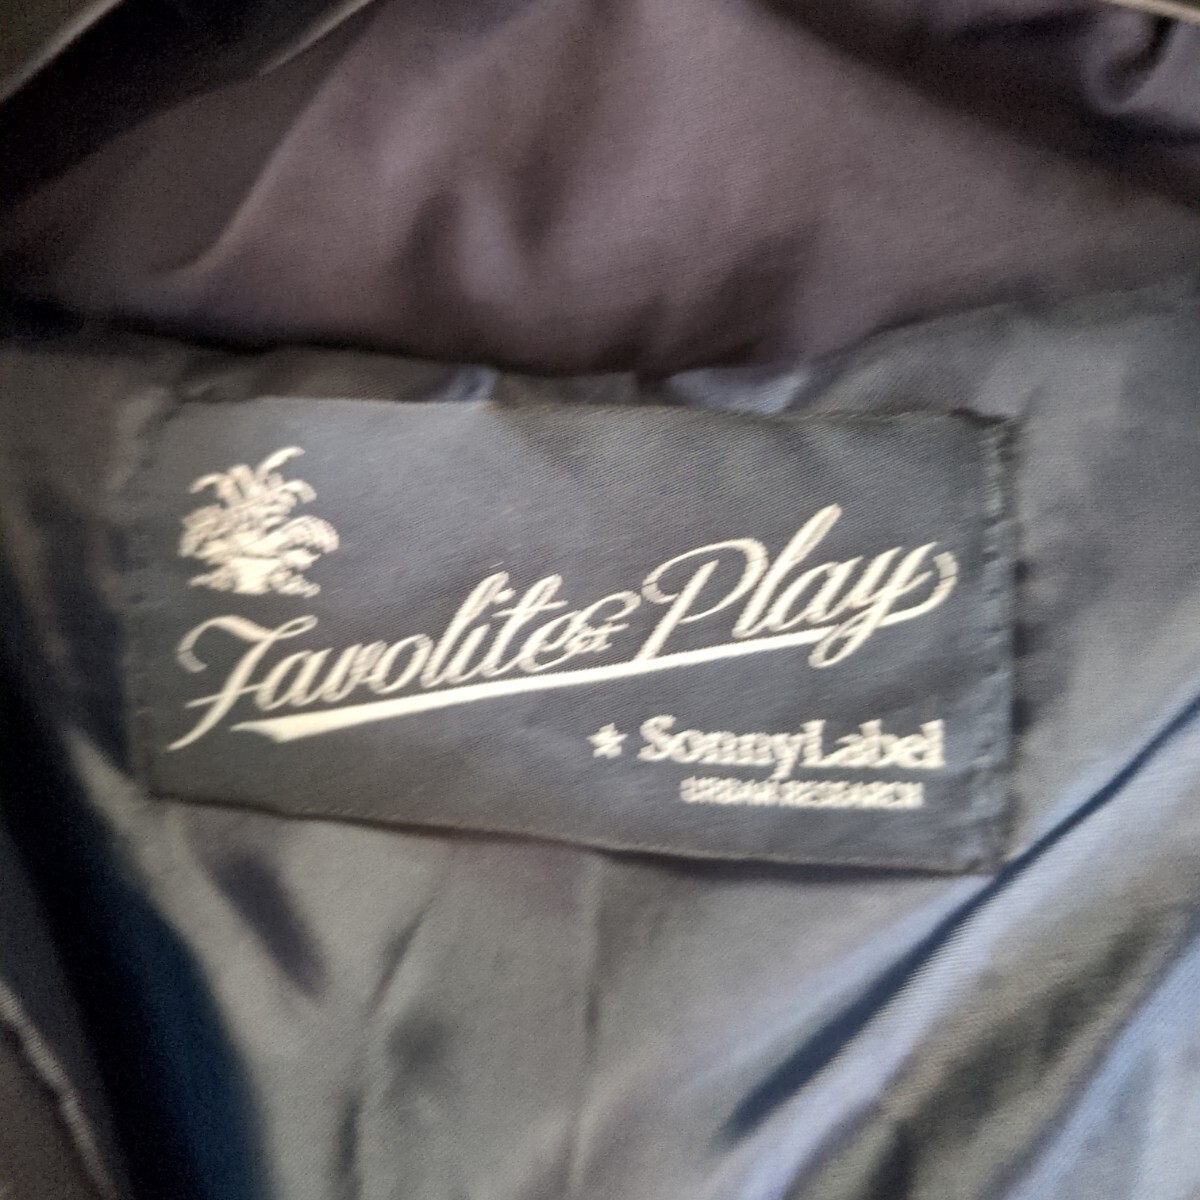 Favolite & Play
★ SonnyLabel
URBAN RESEARCH